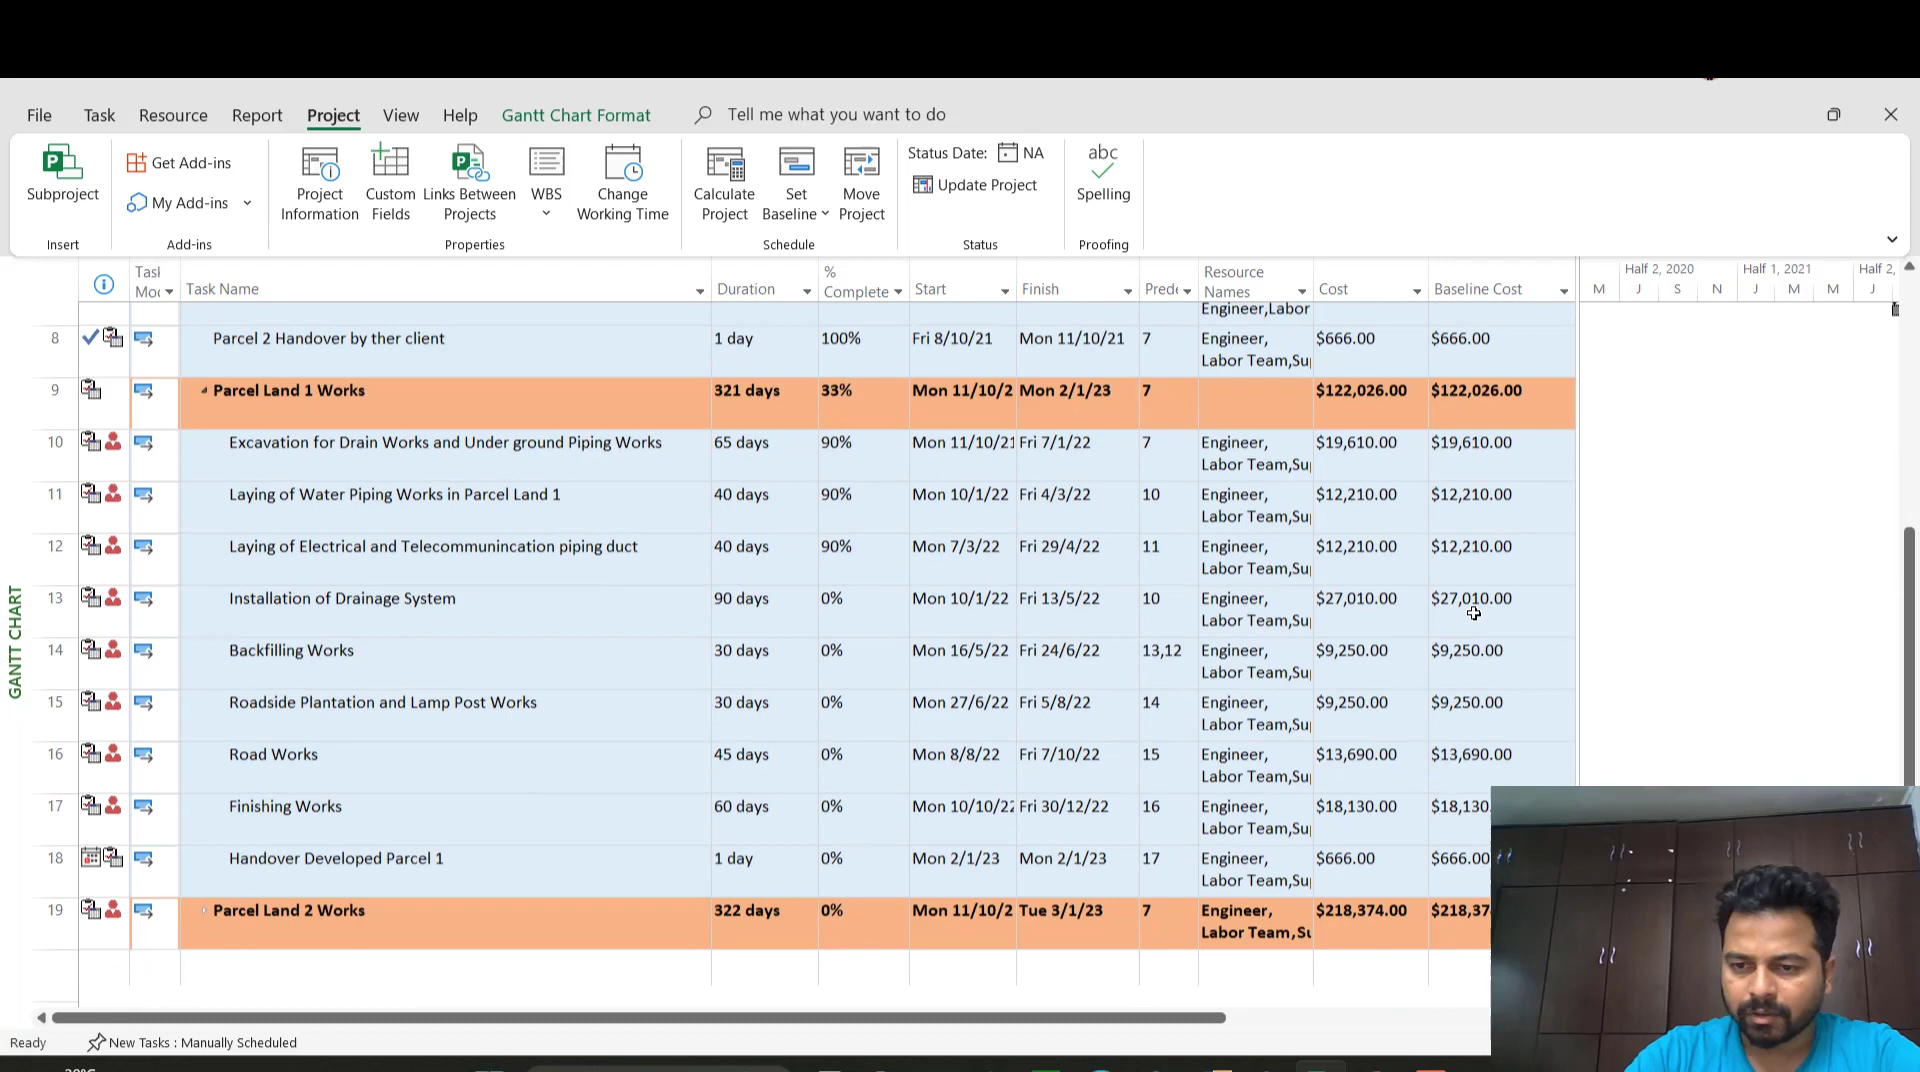 File Task Resource Report Project View Help Gantt Chart Format Tell me what you want to do
Subproject
Get Add-ins
My Add-ins
Project Information
Custom Fields
Links Between Projects
WBS
Change Working Time
Calculate Project
Set Baseline
Move Project
Status Date: NA
Update Project
abc
Spelling
Insert Add-ins Properties Schedule Status Proofing
Task Name Duration % Complete Start Finish Resource Names Cost Baseline Cost
Half 2, 2020 Half 1, 2021 Half 2,
M J S N J M M J
Engineer,Labor
8 Parcel 2 Handover by ther client 1 day 100% Fri 8/10/21 Mon 11/10/21 7 Engineer, $666.00 $666.00
Labor Team,Su
9 Parcel Land 1 Works 321 days 33% Mon 11/10/2 Mon 2/1/23 7 $122,026.00 $122,026.00
10 Excavation for Drain Works and Under ground Piping Works 65 days 90% Mon 11/10/21 Fri 7/1/22 7 Engineer, $19,610.00 $19,610.00
Labor Team,Su
11 Laying of Water Piping Works in Parcel Land 1 40 days 90% Mon 10/1/22 Fri 4/3/22 10 Engineer, $12,210.00 $12,210.00
Labor Team,Su
12 Laying of Electrical and Telecommunincation piping duct 40 days 90% Mon 7/3/22 Fri 29/4/22 11 Engineer, $12,210.00 $12,210.00
Labor Team,Su
13 Installation of Drainage System 90 days 0% Mon 10/1/22 Fri 13/5/22 10 Engineer, $27,010.00 $27,010.00
Labor Team,Su
14 Backfilling Works 30 days 0% Mon 16/5/22 Fri 24/6/22 13,12 Engineer, $9,250.00 $9,250.00
Labor Team,Su
15 Roadside Plantation and Lamp Post Works 30 days 0% Mon 27/6/22 Fri 5/8/22 14 Engineer, $9,250.00 $9,250.00
Labor Team,Su
16 Road Works 45 days 0% Mon 8/8/22 Fri 7/10/22 15 Engineer, $13,690.00 $13,690.00
Labor Team,Su
17 Finishing Works 60 days 0% Mon 10/10/22 Fri 30/12/22 16 Engineer, $18,130.00 $18,130.
Labor Team,Su
18 Handover Developed Parcel 1 1 day 0% Mon 2/1/23 Mon 2/1/23 17 Engineer, $666.00 $666.00
Labor Team,Su
19 Parcel Land 2 Works 322 days 0% Mon 11/10/2 Tue 3/1/23 7 Engineer, $218,374.00 $218,37
Labor Team,Su
GANTT CHART
Ready New Tasks : Manually Scheduled